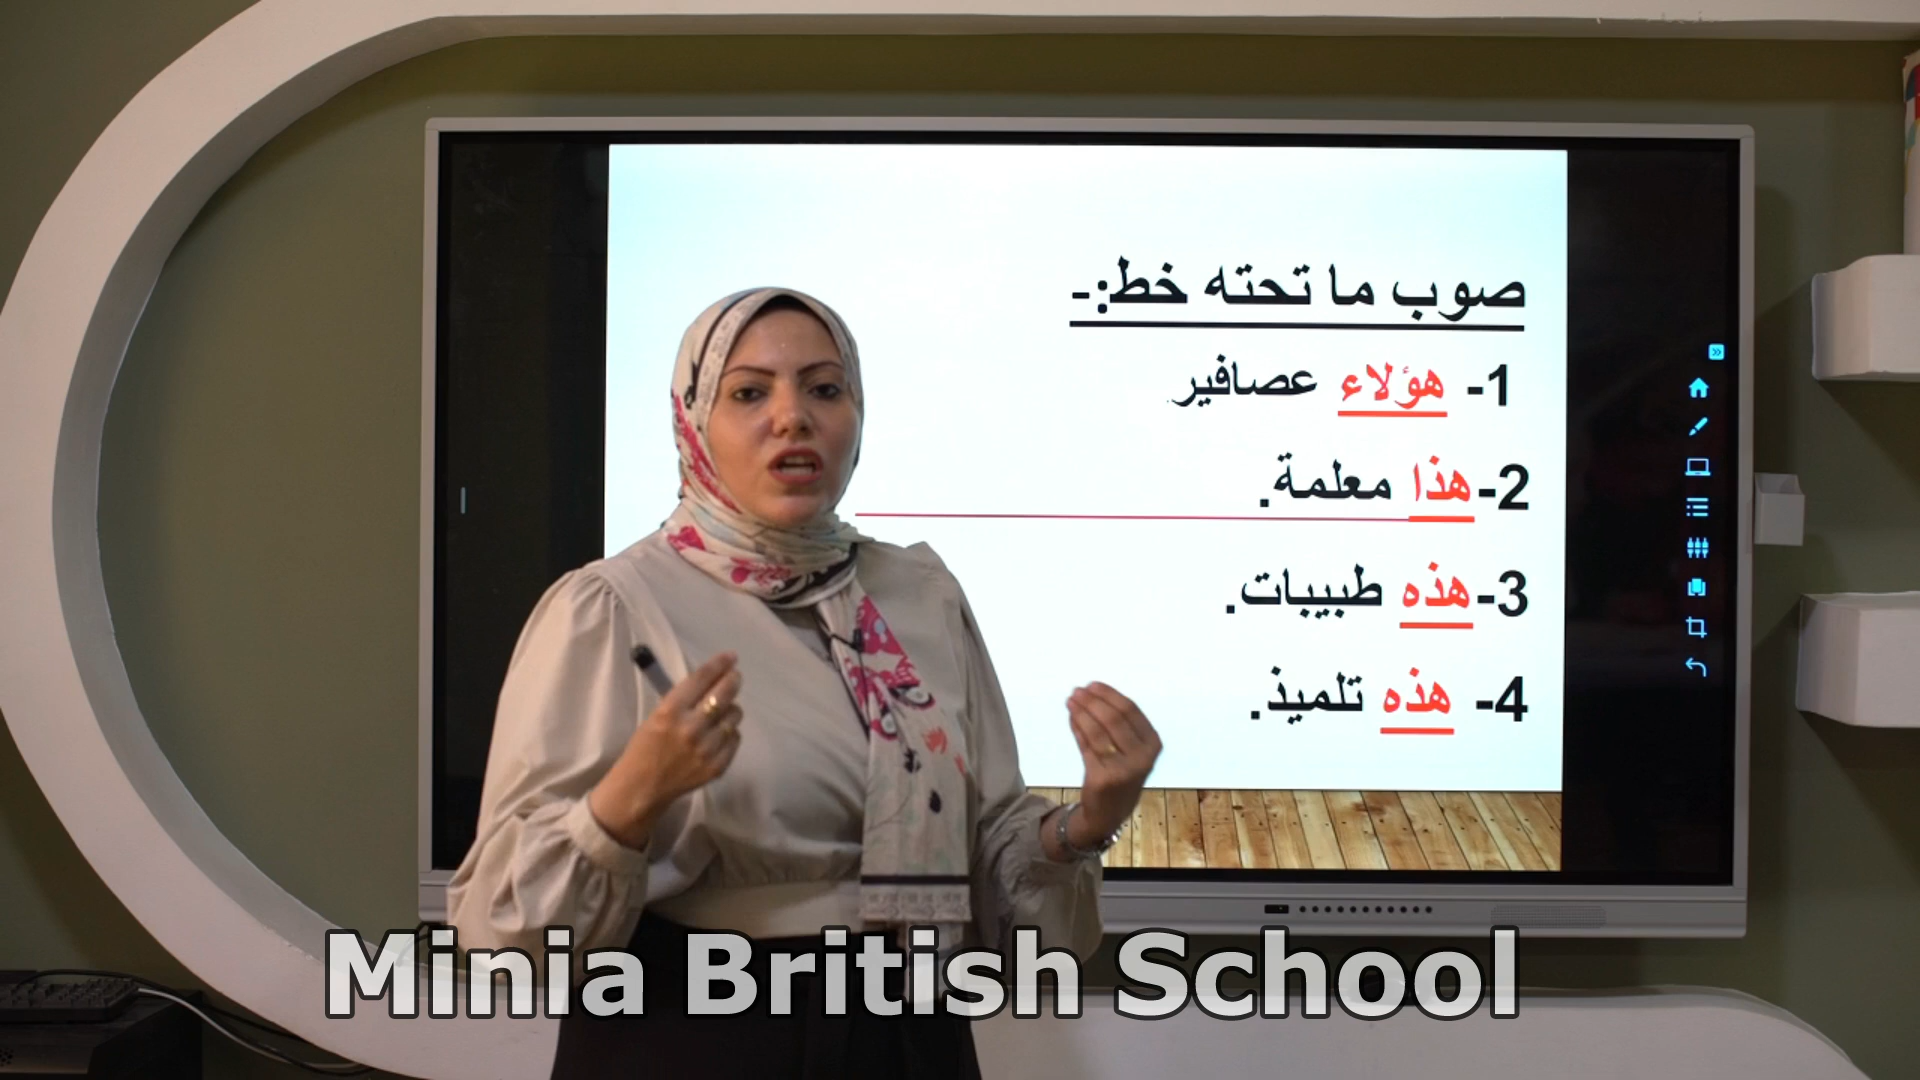 صوب ما تحته خط:-
1- هؤلاء عصافير.
2- هذا معلمة.
3- هذه طبيبات.
4- هذه تلميذ.
Minia British School